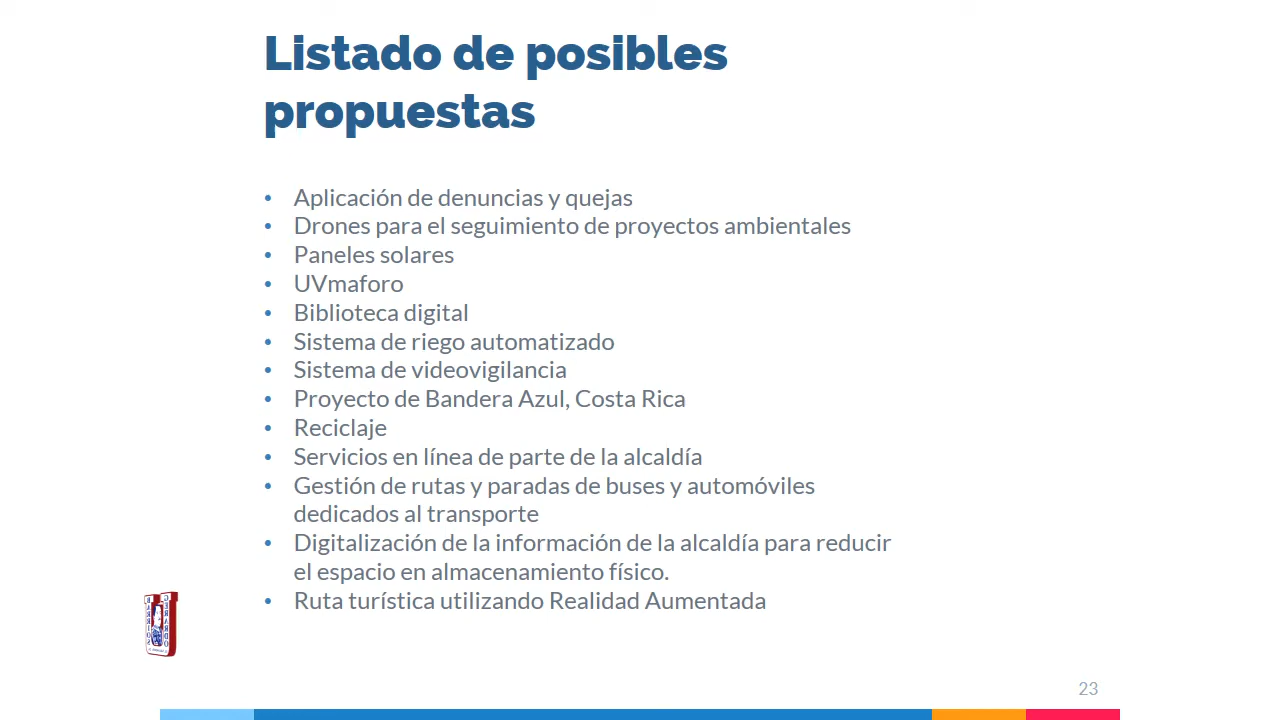 Listado de posibles
propuestas
• Aplicación de denuncias y quejas
• Drones para el seguimiento de proyectos ambientales
• Paneles solares
• UVmaforo
• Biblioteca digital
• Sistema de riego automatizado
• Sistema de videovigilancia
• Proyecto de Bandera Azul, Costa Rica
• Reciclaje
• Servicios en línea de parte de la alcaldía
• Gestión de rutas y paradas de buses y automóviles
dedicados al transporte
• Digitalización de la información de la alcaldía para reducir
el espacio en almacenamiento físico.
• Ruta turística utilizando Realidad Aumentada
GERARDO
BARRIOS
23